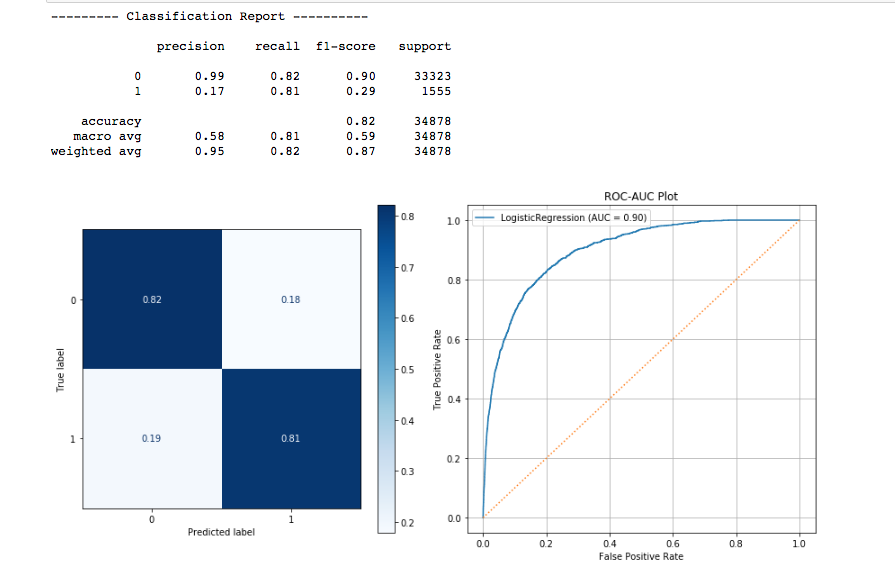 --------- Classification Report -----------
precision recall f1-score support
0 0.99 0.82 0.90 33323
1 0.17 0.81 0.29 1555
accuracy 0.82 34878
macro avg 0.58 0.81 0.59 34878
weighted avg 0.95 0.82 0.87 34878
True label
0
1
0.82 0.18
0.19 0.81
0 1
Predicted label
0.8
0.7
0.6
0.5
0.4
0.3
0.2
ROC-AUC Plot
LogisticRegression (AUC = 0.90)
True Positive Rate
1.0
0.8
0.6
0.4
0.2
0.0
0.0 0.2 0.4 0.6 0.8 1.0
False Positive Rate